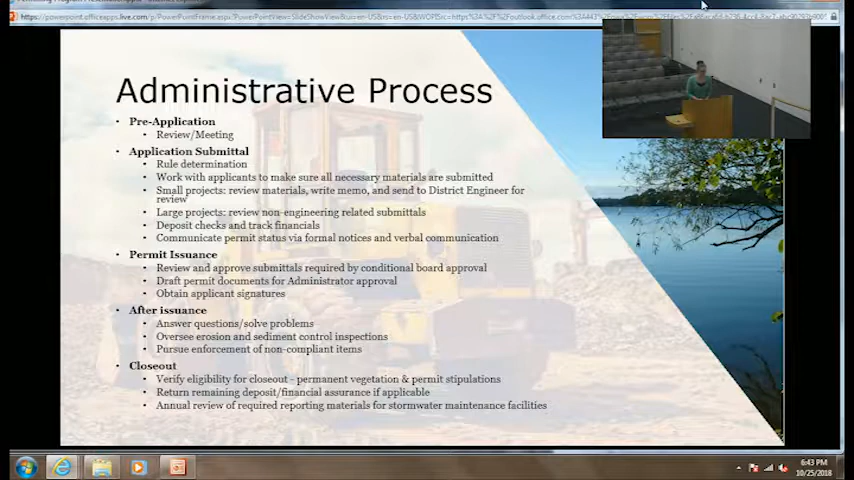 Administrative Process
• Pre-Application
• Review/Meeting
• Application Submittal
• Rule determination
• Work with applicants to make sure all necessary materials are submitted
• Small projects: review materials, write memo, and send to District Engineer for
review
• Large projects: review non-engineering related submittals
• Deposit checks and track financials
• Communicate permit status via formal notices and verbal communication
• Permit Issuance
• Review and approve submittals required by conditional board approval
• Draft permit documents for Administrator approval
• Obtain applicant signatures
• After issuance
• Answer questions/solve problems
• Oversee erosion and sediment control inspections
• Pursue enforcement of non-compliant items
• Closeout
• Verify eligibility for closeout - permanent vegetation & permit stipulations
• Return remaining deposit/financial assurance if applicable
• Annual review of required reporting materials for stormwater maintenance facilities
6:43 PM
10/25/2018